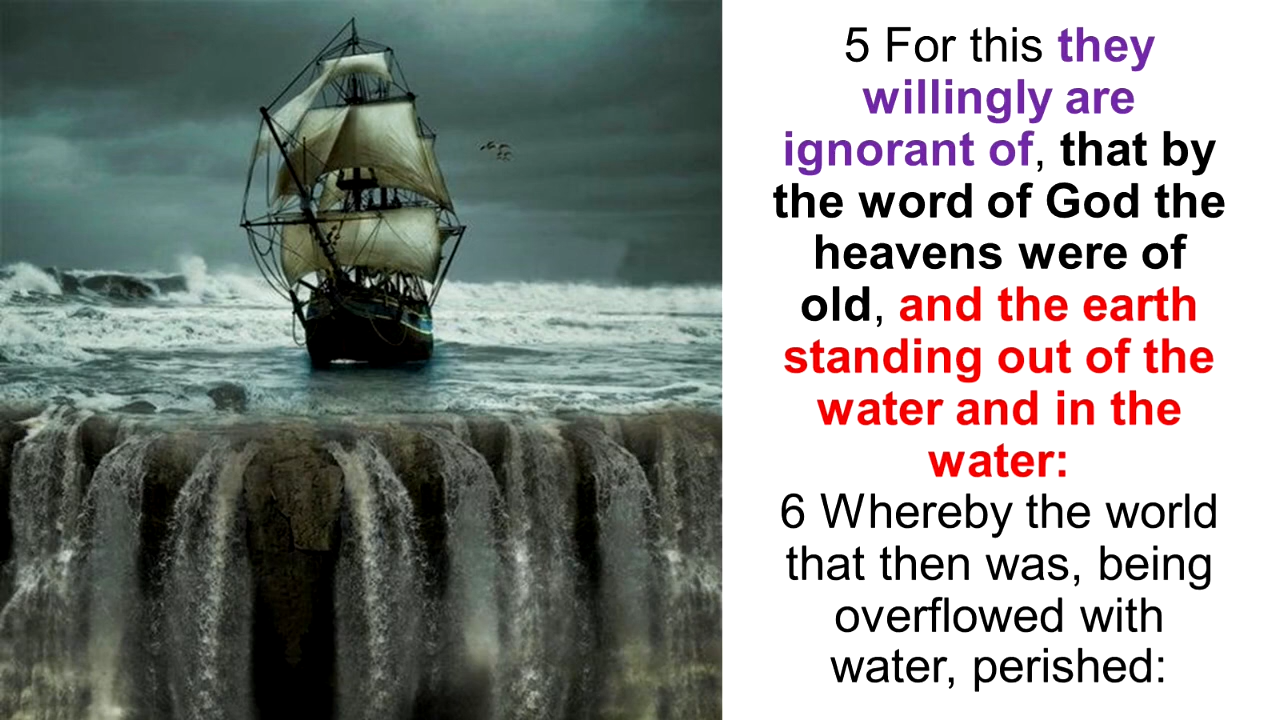 5 For this they
willingly are
ignorant of, that by
the word of God the
heavens were of
old, and the earth
standing out of the
water and in the
water:
6 Whereby the world
that then was, being
overflowed with
water, perished: